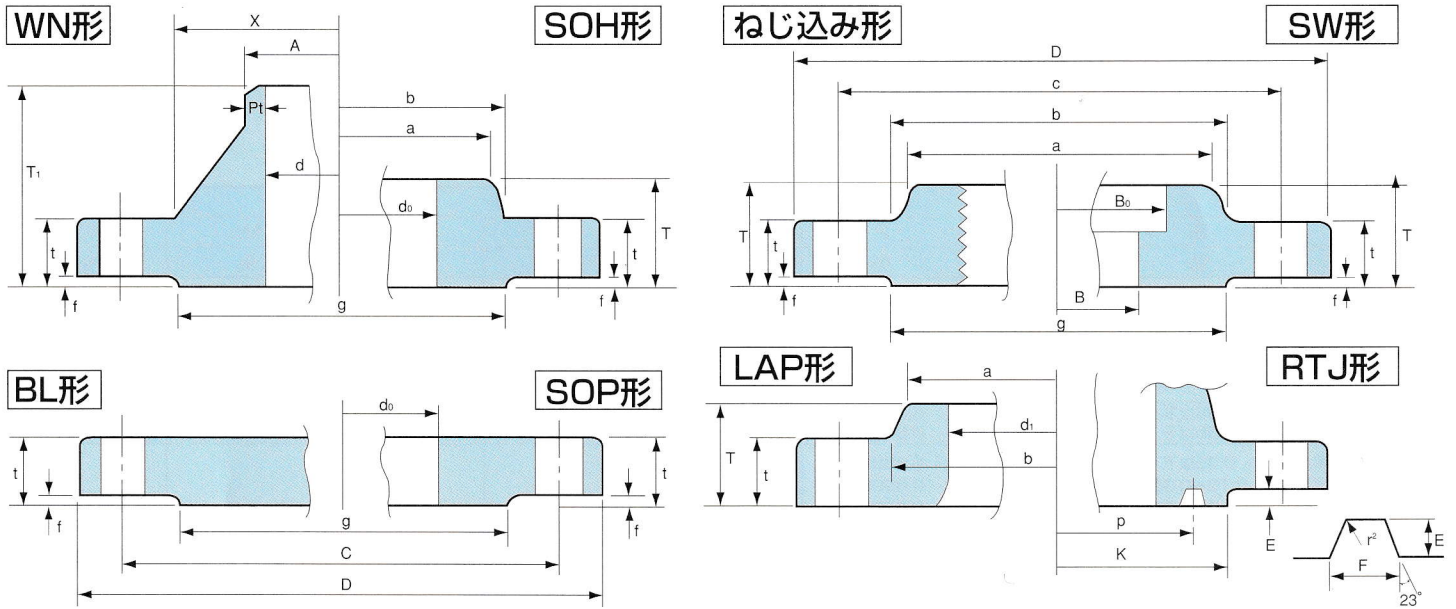 WN形
SOH形
X
A
b
Pt
a
T₁
d
d₀
t
T
t
f
f
g
ねじ込み形
SW形
D
c
b
a
B₀
T
t
t
T
f
f
B
g
BL形
SOP形
d₀
t
t
f
f
g
C
D
LAP形
RTJ形
a
d₁
T
t
b
p
E
K
r²
E
F
23°